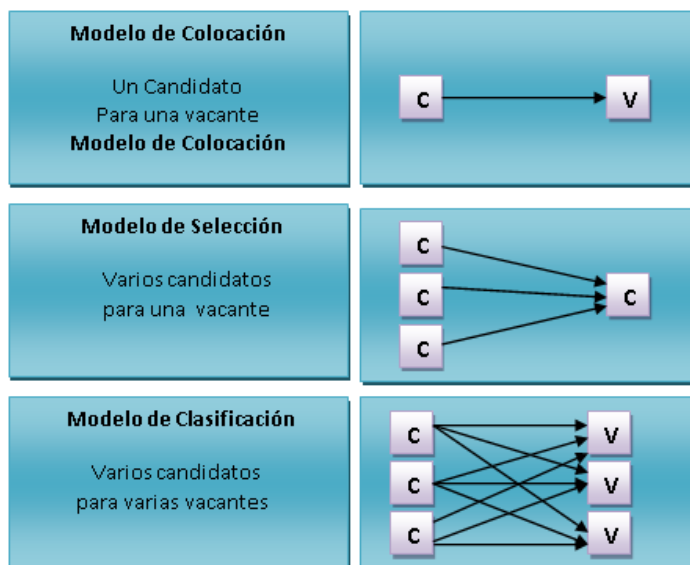 Modelo de Colocación
Un Candidato
Para una vacante
Modelo de Colocación
C
V
Modelo de Selección
Varios candidatos
para una vacante
C
C
C
C
Modelo de Clasificación
Varios candidatos
para varias vacantes
C
V
C
V
C
V